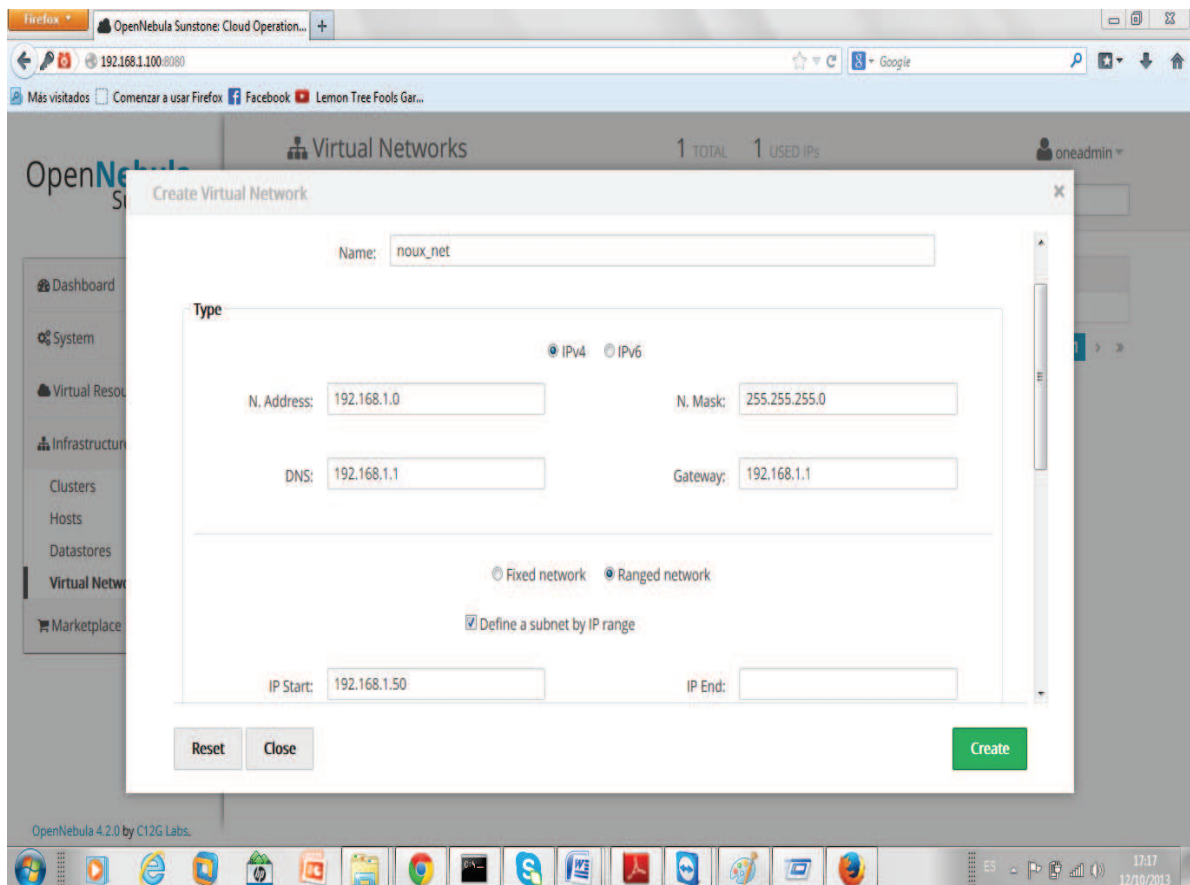 Firefox
OpenNebula Sunstone: Cloud Operation...
192.168.1.100:8080
Google
Más visitados
Comenzar a usar Firefox
Facebook
Lemon Tree Fools Gar...
Virtual Networks
1 TOTAL
1 USED IPs
oneadmin
OpenNebula
Create Virtual Network
Name: noux_net
Dashboard
System
Virtual Resou
Infrastructure
Clusters
Hosts
Datastores
Virtual Netwo
Marketplace
Type
IPv4 IPv6
N. Address: 192.168.1.0
N. Mask: 255.255.255.0
DNS: 192.168.1.1
Gateway: 192.168.1.1
Fixed network Ranged network
Define a subnet by IP range
IP Start: 192.168.1.50
IP End:
Reset
Close
Create
OpenNebula 4.2.0 by C12G Labs.
ES
17:17
12/10/2013